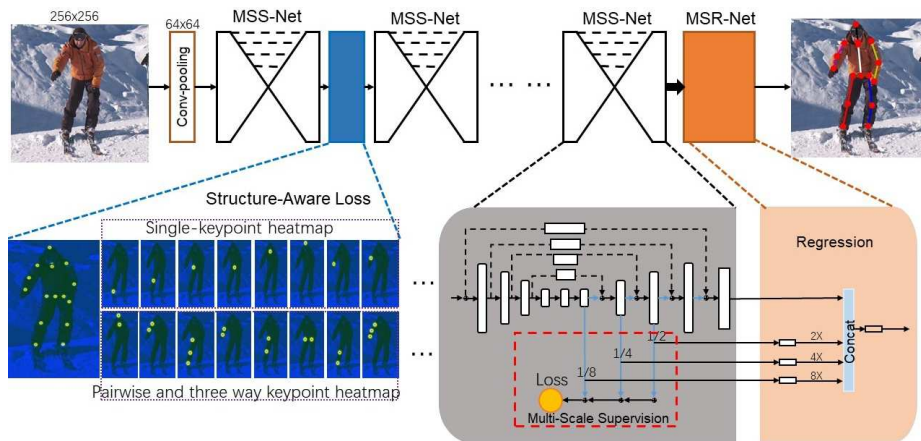 256x256
64x64
Conv-pooling
MSS-Net
MSS-Net
MSS-Net
MSR-Net
... ...
Structure-Aware Loss
Single-keypoint heatmap
...
...
Pairwise and three way keypoint heatmap
1/2
1/4
1/8
Loss
Multi-Scale Supervision
Regression
2X
4X
8X
Concat